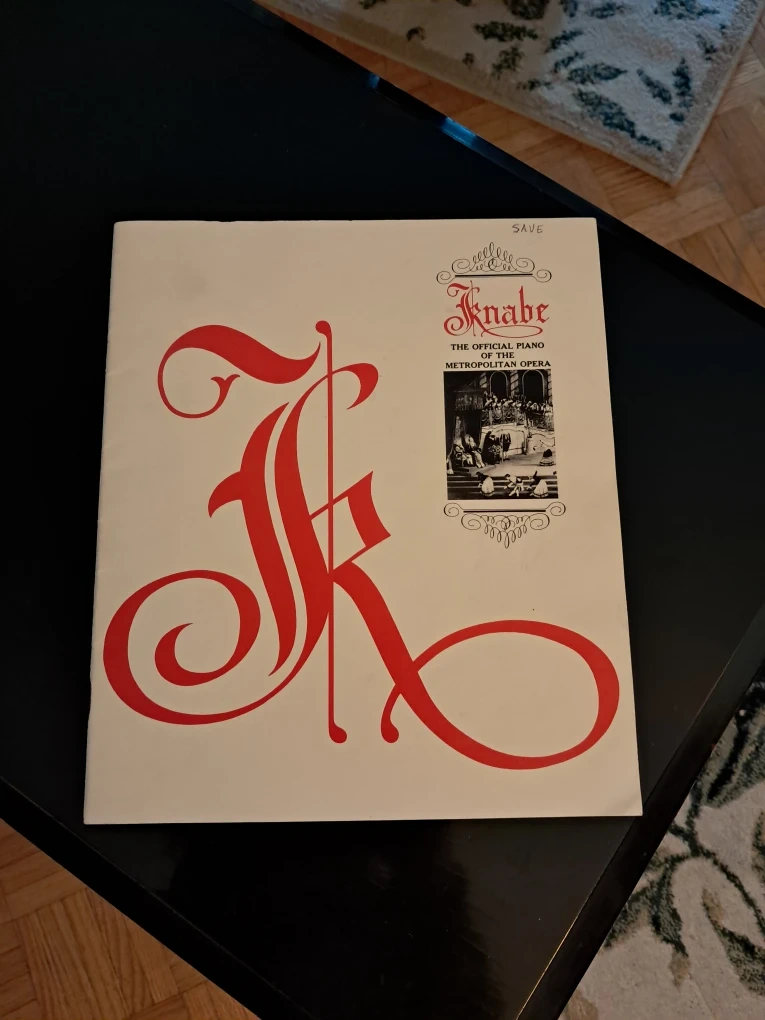 SAVE
Knabe
THE OFFICIAL PIANO
OF THE
METROPOLITAN OPERA
K